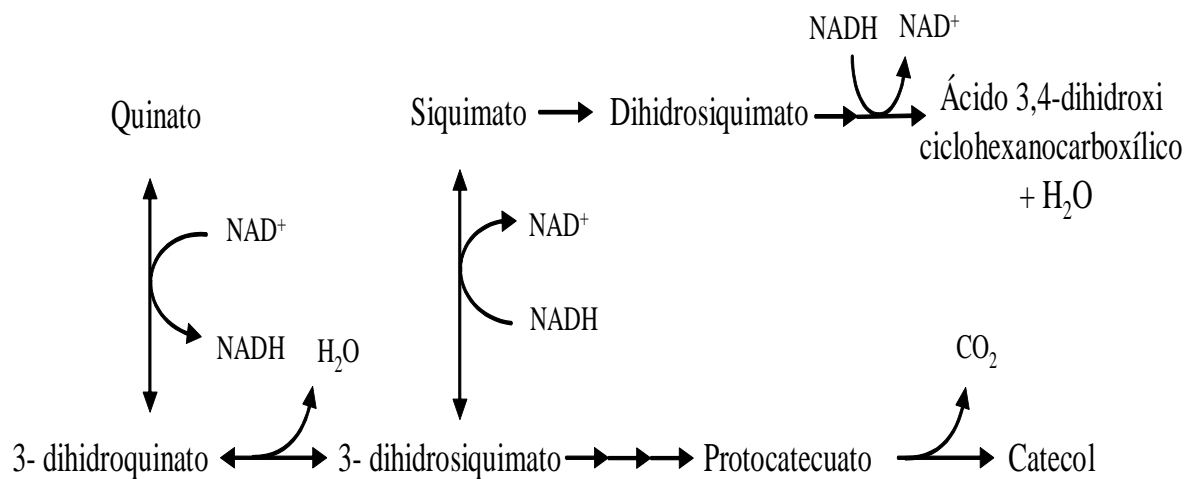 NADH NAD⁺
Quinato
Siquimato
Dihidrosiquimato
Ácido 3,4-dihidroxi
ciclohexanocarboxílico
+ H₂O
NAD⁺
NADH
NAD⁺
NADH
H₂O
CO₂
3- dihidroquinato
3- dihidrosiquimato
Protocatecuato
Catecol